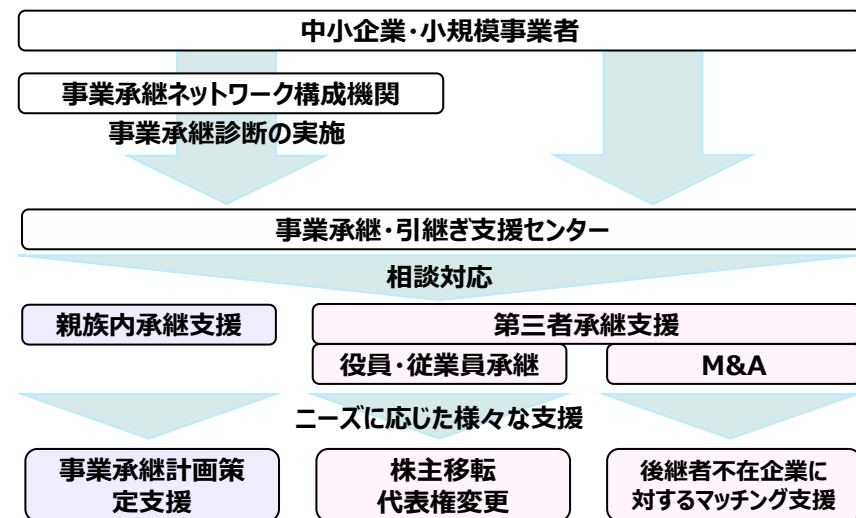 中小企業・小規模事業者
事業承継ネットワーク構成機関
事業承継診断の実施
事業承継・引継ぎ支援センター
相談対応
親族内承継支援
第三者承継支援
役員・従業員承継
M&A
ニーズに応じた様々な支援
事業承継計画策
定支援
株主移転
代表権変更
後継者不在企業に
対するマッチング支援